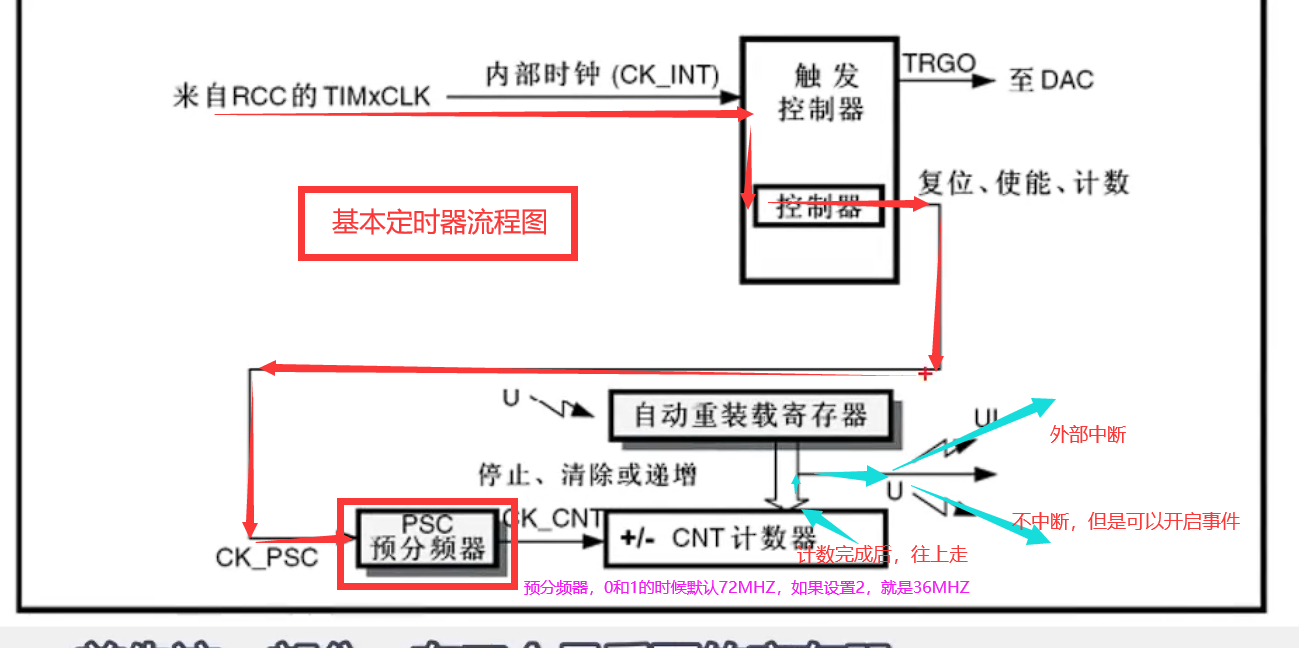 来自RCC的TIMxCLK
内部时钟 (CK_INT)
触发
控制器
TRGO
至DAC
控制器
复位、使能、计数
基本定时器流程图
U
自动重装载寄存器
停止、清除或递增
UI
外部中断
U
不中断，但是可以开启事件
CK_PSC
PSC
预分频器
CK_CNT
+/- CNT计数器
计数完成后，往上走
预分频器，0和1的时候默认72MHZ，如果设置2，就是36MHZ